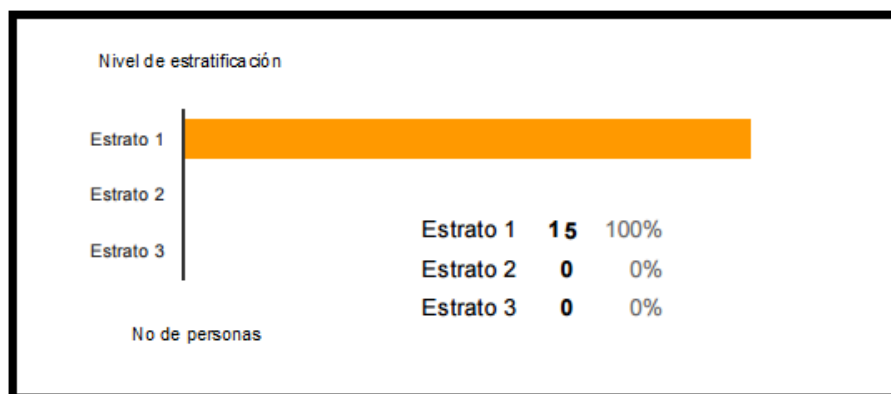 Nivel de estratificación
Estrato 1
Estrato 2
Estrato 3
Estrato 1 15 100%
Estrato 2 0 0%
Estrato 3 0 0%
No de personas